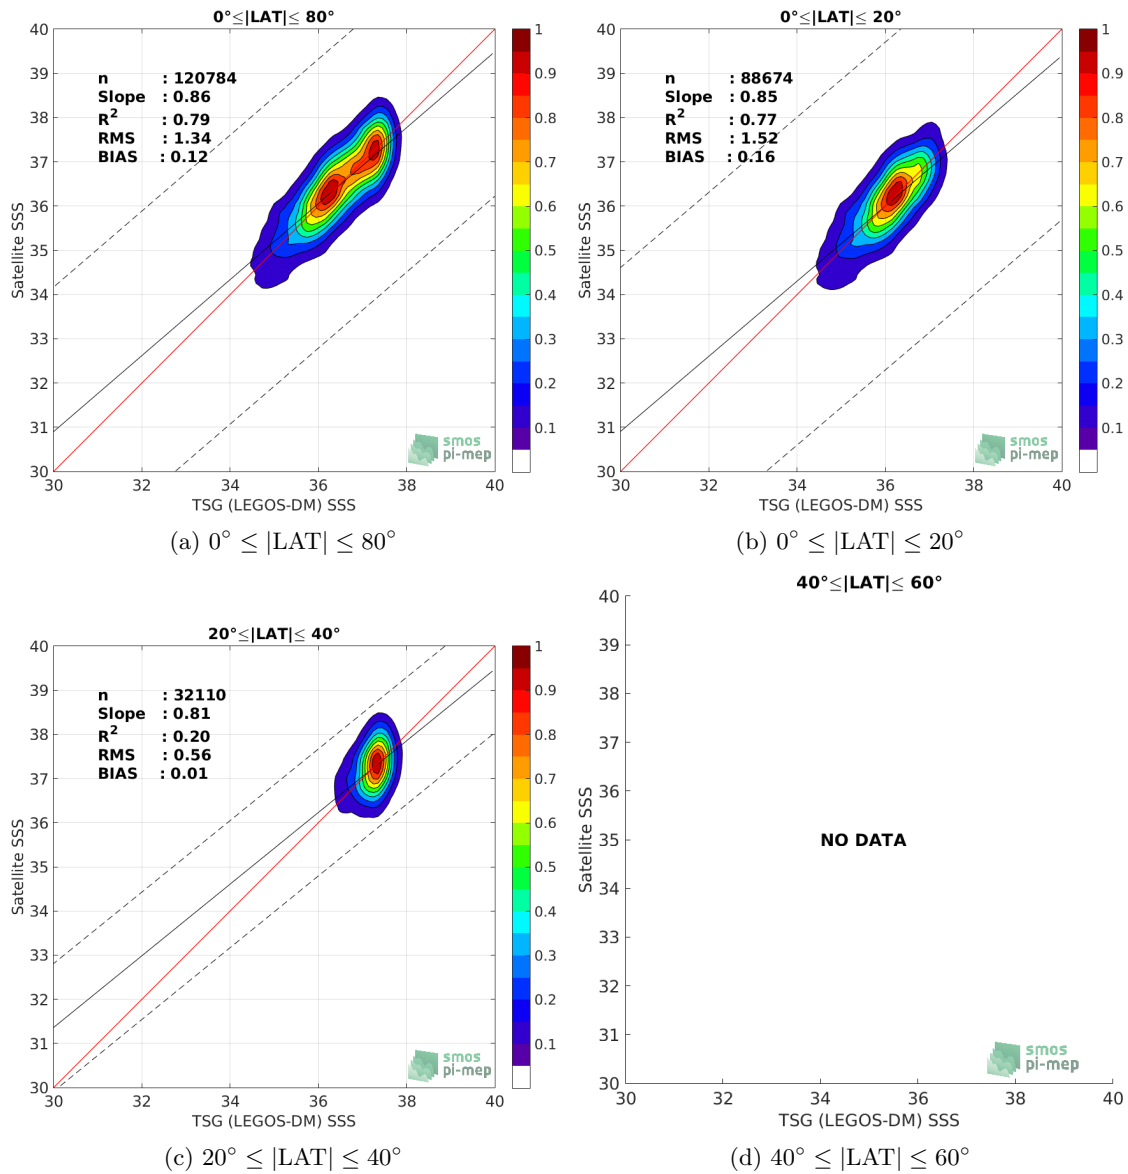 0°≤|LAT|≤ 80°
n : 120784
Slope : 0.86
R2 : 0.79
RMS : 1.34
BIAS : 0.12
Satellite SSS
40
39
38
37
36
35
34
33
32
31
30
30 32 34 36 38 40
TSG (LEGOS-DM) SSS
1
0.9
0.8
0.7
0.6
0.5
0.4
0.3
0.2
0.1
smos
pi-mep
(a) 0° ≤ |LAT| ≤ 80°
0°≤|LAT|≤ 20°
n : 88674
Slope : 0.85
R2 : 0.77
RMS : 1.52
BIAS : 0.16
Satellite SSS
40
39
38
37
36
35
34
33
32
31
30
30 32 34 36 38 40
TSG (LEGOS-DM) SSS
1
0.9
0.8
0.7
0.6
0.5
0.4
0.3
0.2
0.1
smos
pi-mep
(b) 0° ≤ |LAT| ≤ 20°
20°≤|LAT|≤ 40°
n : 32110
Slope : 0.81
R2 : 0.20
RMS : 0.56
BIAS : 0.01
Satellite SSS
40
39
38
37
36
35
34
33
32
31
30
30 32 34 36 38 40
TSG (LEGOS-DM) SSS
1
0.9
0.8
0.7
0.6
0.5
0.4
0.3
0.2
0.1
smos
pi-mep
(c) 20° ≤ |LAT| ≤ 40°
40°≤|LAT|≤ 60°
Satellite SSS
40
39
38
37
36
35
34
33
32
31
30
NO DATA
30 32 34 36 38 40
TSG (LEGOS-DM) SSS
smos
pi-mep
(d) 40° ≤ |LAT| ≤ 60°